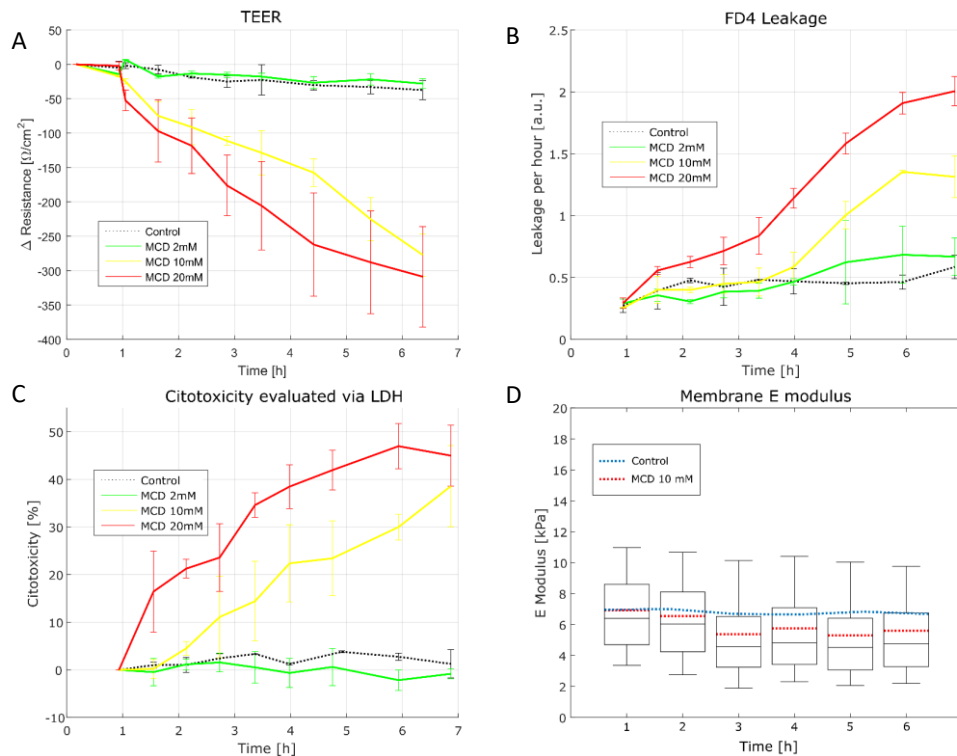 A
TEER
Δ Resistance [Ω/cm²]
50
0
-50
-100
-150
-200
-250
-300
-350
-400
Control
MCD 2mM
MCD 10mM
MCD 20mM
0 1 2 3 4 5 6 7
Time [h]
B
FD4 Leakage
Leakage per hour [a.u.]
2.5
2
1.5
1
0.5
0
Control
MCD 2mM
MCD 10mM
MCD 20mM
0 1 2 3 4 5 6
Time [h]
C
Citotoxicity evaluated via LDH
Citotoxicity [%]
50
40
30
20
10
0
-10
Control
MCD 2mM
MCD 10mM
MCD 20mM
0 1 2 3 4 5 6 7
Time [h]
D
Membrane E modulus
E Modulus [kPa]
20
18
16
14
12
10
8
6
4
2
0
Control
MCD 10 mM
1 2 3 4 5 6
Time [h]